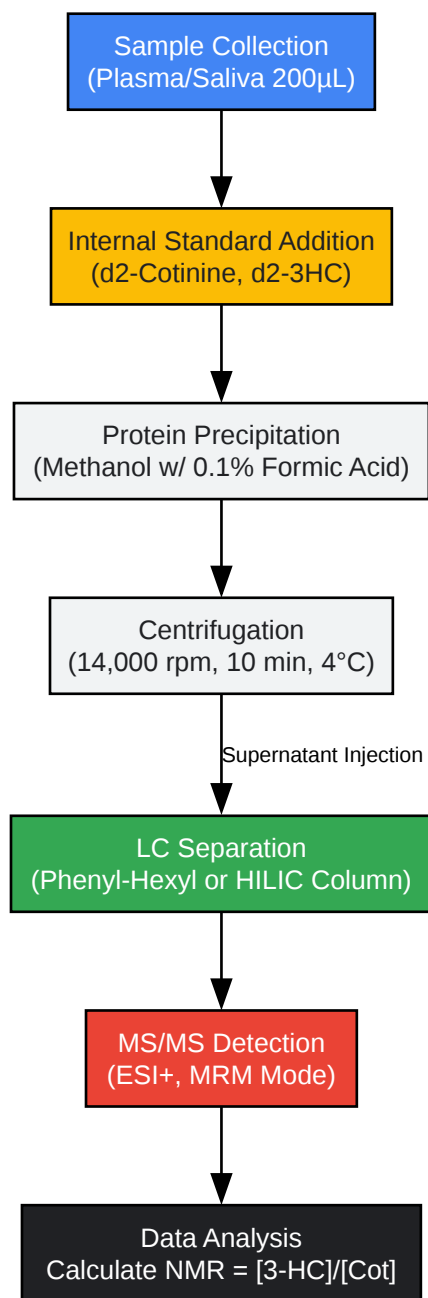 Sample Collection
(Plasma/Saliva 200µL)
Internal Standard Addition
(d2-Cotinine, d2-3HC)
Protein Precipitation
(Methanol w/ 0.1% Formic Acid)
Centrifugation
(14,000 rpm, 10 min, 4°C)
Supernatant Injection
LC Separation
(Phenyl-Hexyl or HILIC Column)
MS/MS Detection
(ESI+, MRM Mode)
Data Analysis
Calculate NMR = [3-HC]/[Cot]